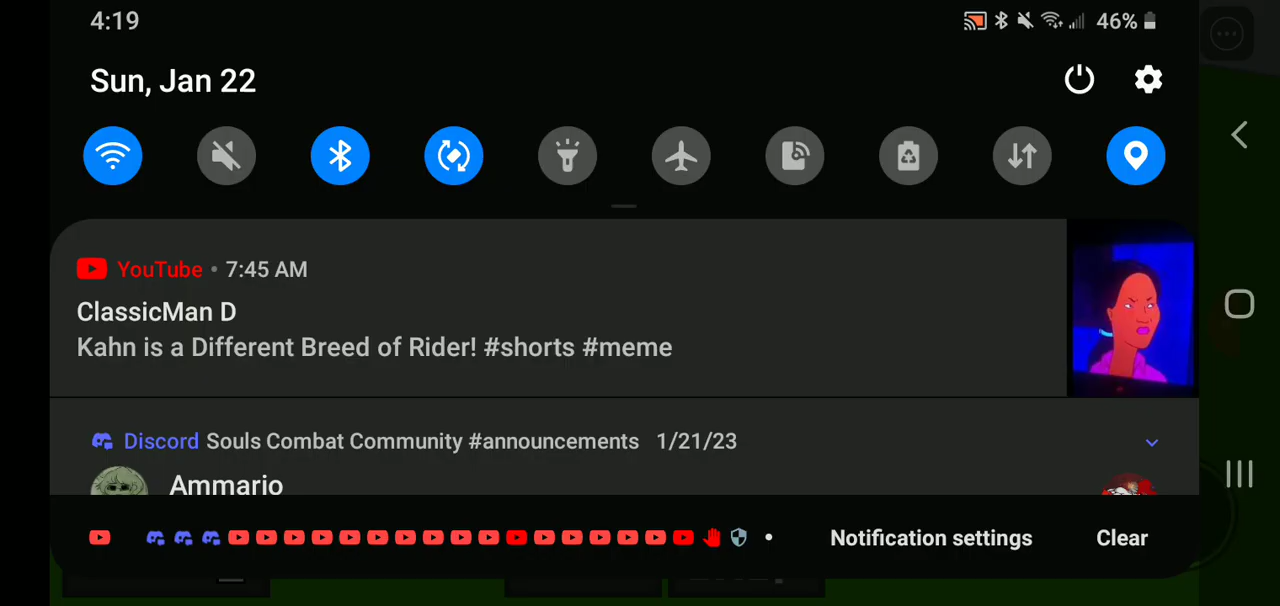 4:19
46%
Sun, Jan 22
YouTube • 7:45 AM
ClassicMan D
Kahn is a Different Breed of Rider! #shorts #meme
Discord Souls Combat Community #announcements 1/21/23
Ammario
Notification settings Clear